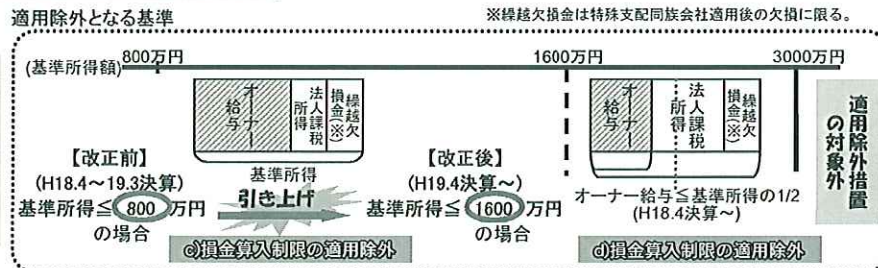 適用除外となる基準
※繰越欠損金は特殊支配同族会社適用後の欠損に限る。
(基準所得額)
800万円
1600万円
3000万円
オーナー給与
法人課税所得
繰越欠損金(※)
基準所得
【改正前】
(H18.4～19.3決算)
基準所得≦800万円
の場合
引き上げ
【改正後】
(H19.4決算～)
基準所得≦1600万円
の場合
c)損金算入制限の適用除外
オーナー給与
法人課税所得
繰越欠損金(※)
オーナー給与≦基準所得の1/2
(H18.4決算～)
d)損金算入制限の適用除外
適用除外措置
の対象外